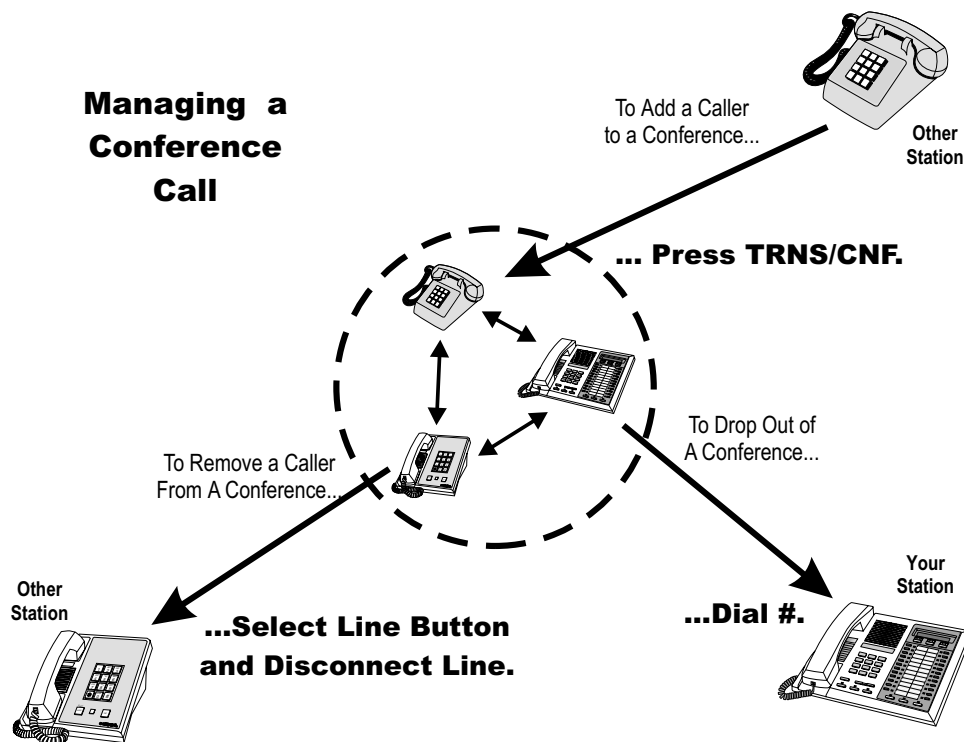 Managing a
Conference
Call
To Add a Caller
to a Conference...
Other
Station
... Press TRNS/CNF.
To Drop Out of
A Conference...
To Remove a Caller
From A Conference...
Your
Station
Other
Station
...Dial #.
...Select Line Button
and Disconnect Line.